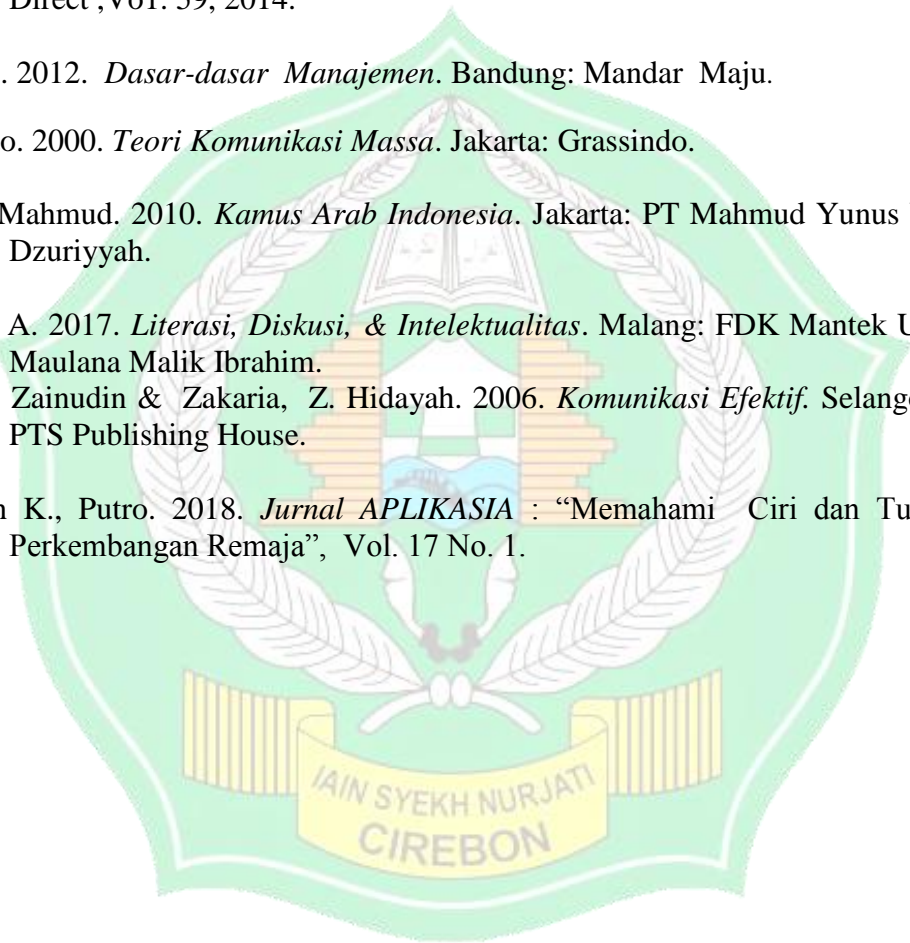 Direct ,Vol. 59, 2014.
. 2012. Dasar-dasar Manajemen. Bandung: Mandar Maju.
o. 2000. Teori Komunikasi Massa. Jakarta: Grassindo.
Mahmud. 2010. Kamus Arab Indonesia. Jakarta: PT Mahmud Yunus
Dzuriyyah.
A. 2017. Literasi, Diskusi, & Intelektualitas. Malang: FDK Mantek U
Maulana Malik Ibrahim.
Zainudin & Zakaria, Z. Hidayah. 2006. Komunikasi Efektif. Selang
PTS Publishing House.
K., Putro. 2018. Jurnal APLIKASIA : “Memahami Ciri dan Tu
Perkembangan Remaja”, Vol. 17 No. 1.
IAIN SYEKH NURJATI
CIREBON